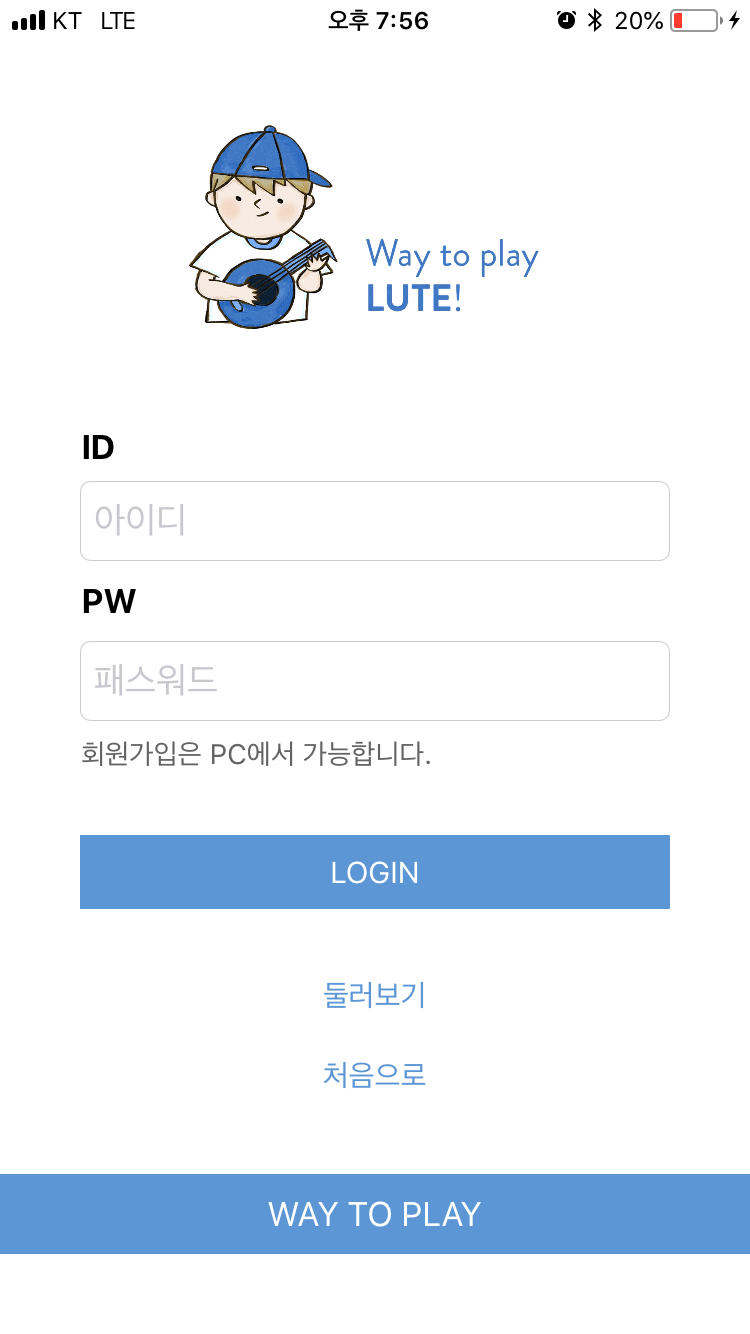 KT LTE 오후 7:56 20%
Way to play
LUTE!
ID
아이디
PW
패스워드
회원가입은 PC에서 가능합니다.
LOGIN
둘러보기
처음으로
WAY TO PLAY